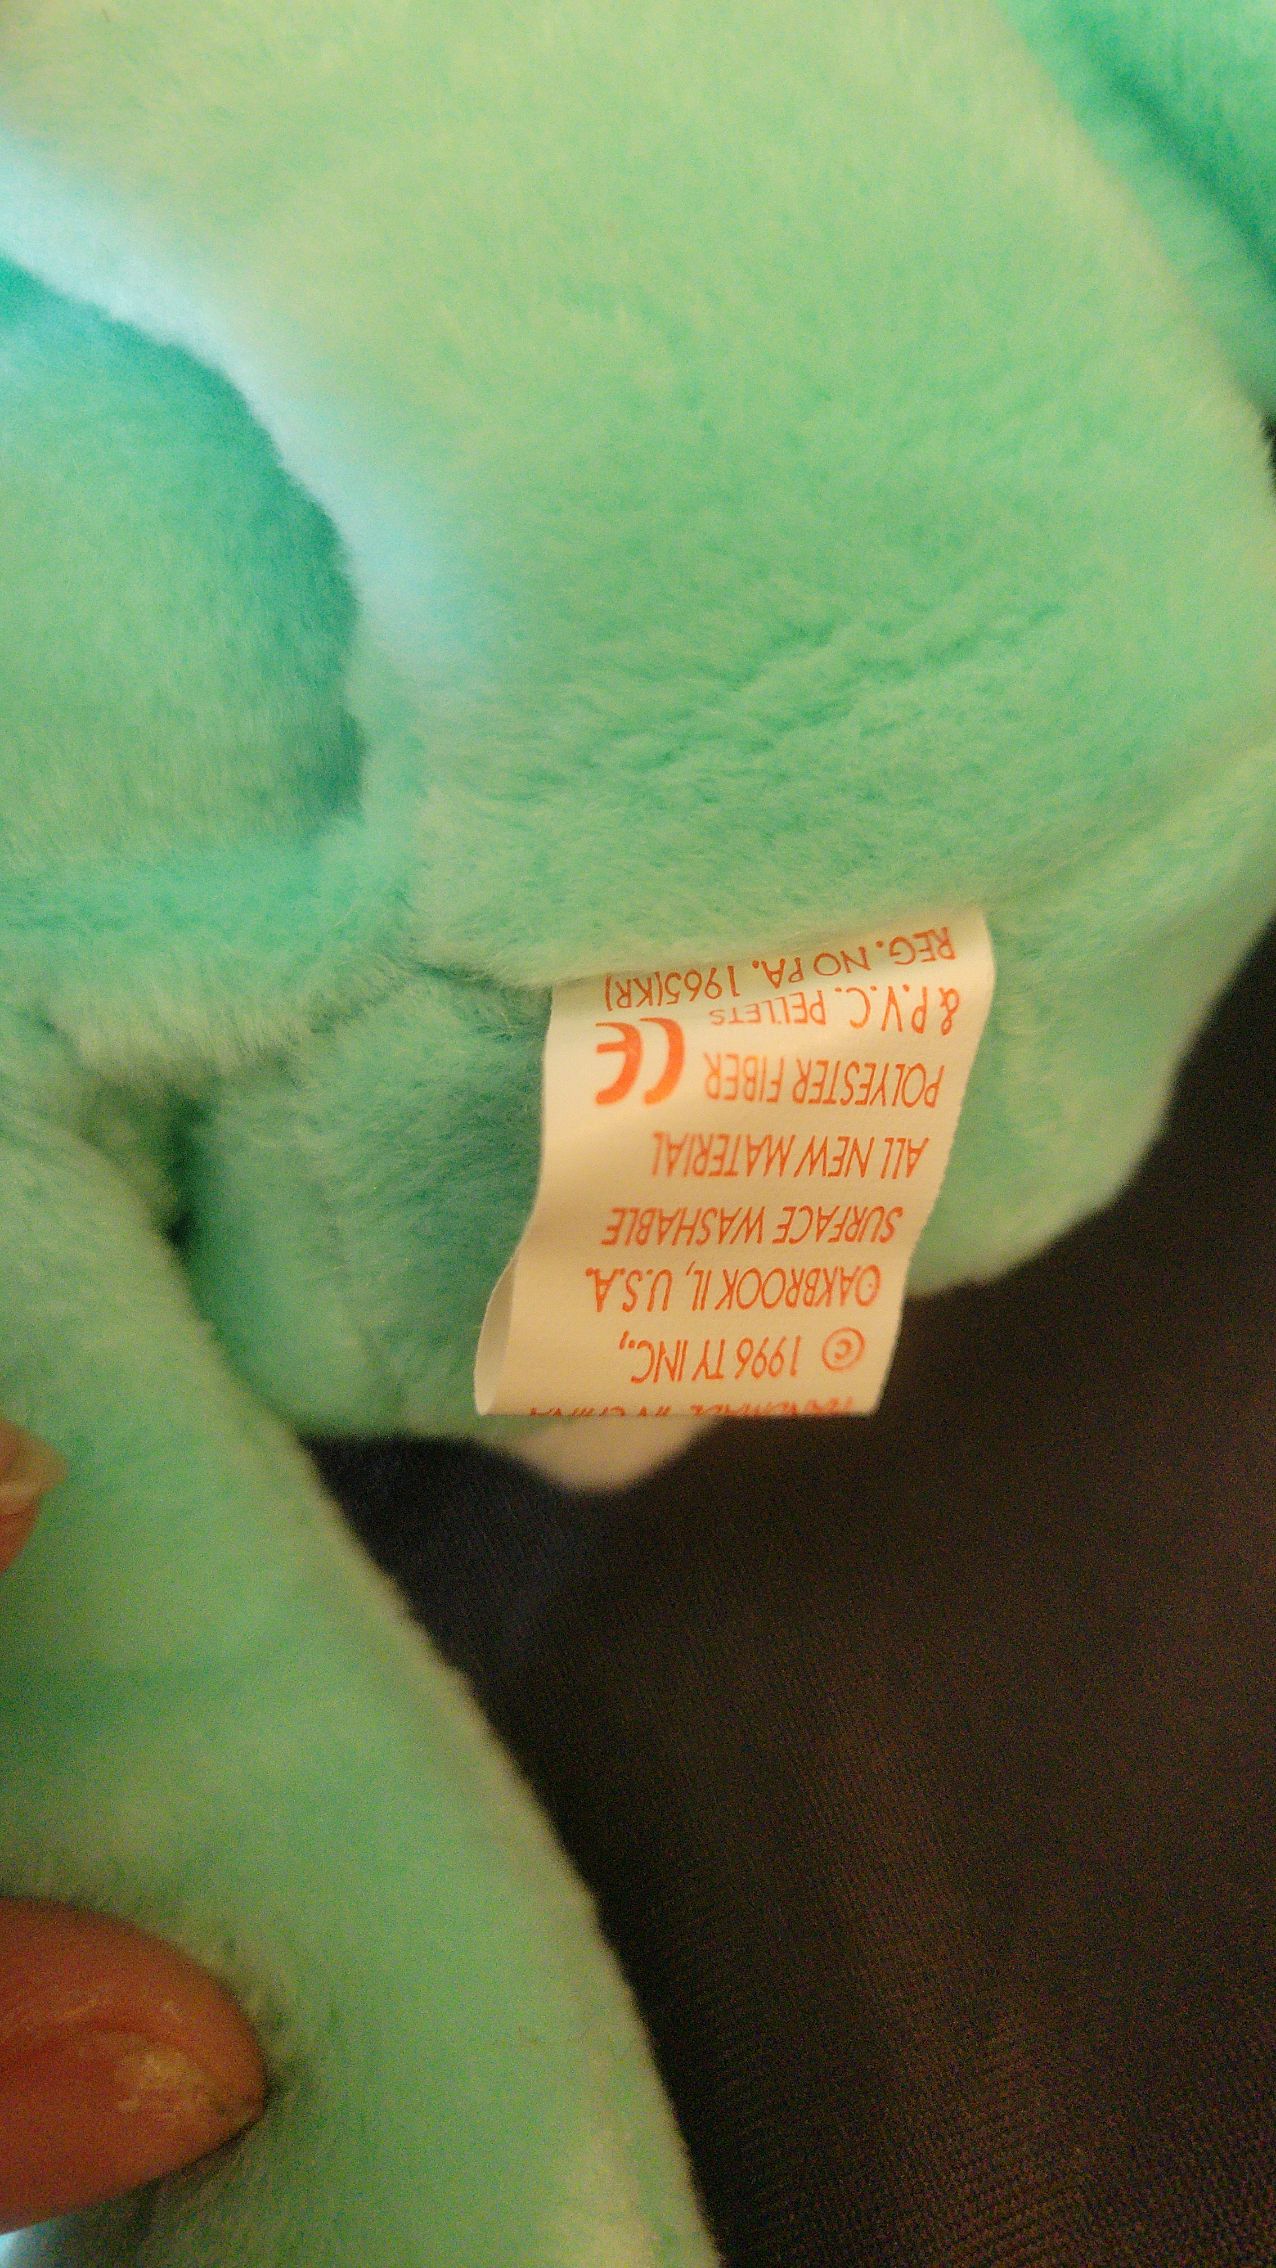 © 1996 TY INC.,
OAKBROOK IL, U.S.A.
SURFACE WASHABLE
ALL NEW MATERIAL
POLYESTER FIBER
& P.V.C. PELLETS CE
REG. NO PA. 1965(KR)